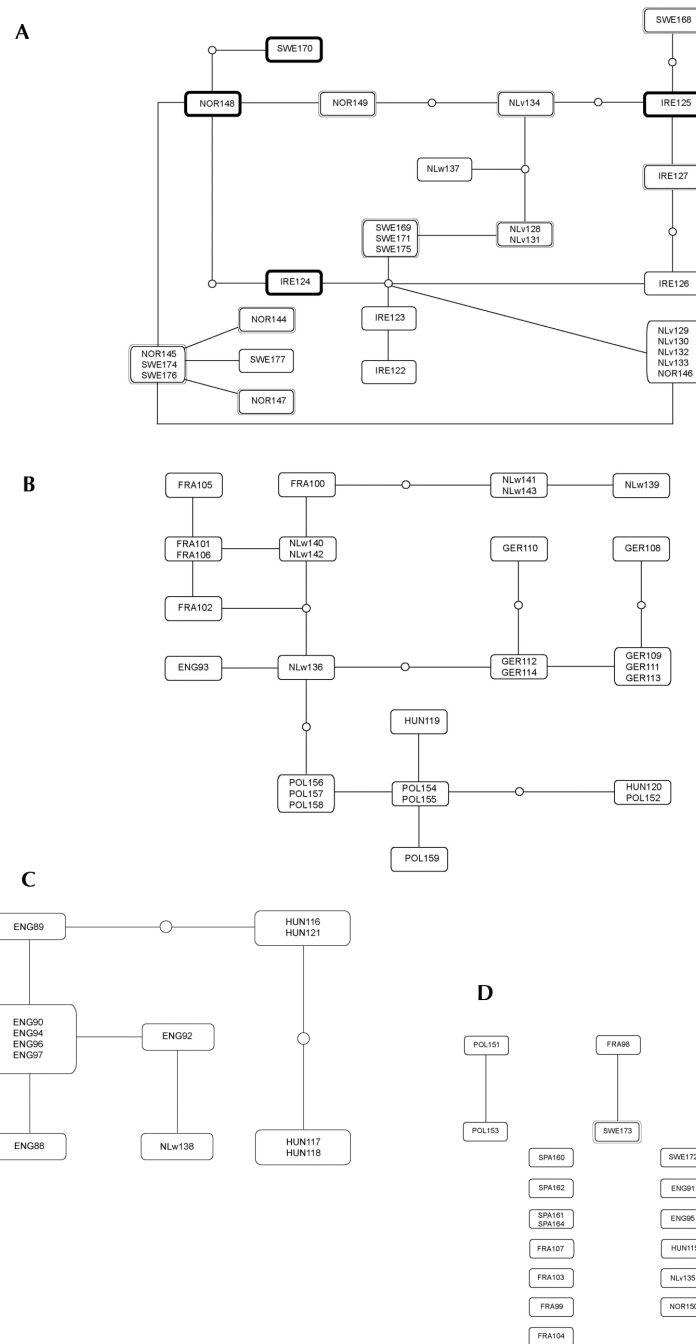 A
SWE168
SWE170
NOR148
NOR149
NLv134
IRE125
NLw137
IRE127
SWE169
SWE171
SWE175
NLv128
NLv131
IRE124
IRE126
NOR144
IRE123
NOR145
SWE174
SWE176
SWE177
IRE122
NLv129
NLv130
NLv132
NLv133
NOR146
NOR147
B
FRA105
FRA100
NLw141
NLw143
NLw139
FRA101
FRA106
NLw140
NLw142
GER110
GER108
FRA102
ENG93
NLw136
GER112
GER114
GER109
GER111
GER113
HUN119
POL156
POL157
POL158
POL154
POL155
HUN120
POL152
POL159
C
ENG89
HUN116
HUN121
ENG90
ENG94
ENG96
ENG97
ENG92
ENG88
NLw138
HUN117
HUN118
D
POL151
FRA98
POL153
SWE173
SPA160
SWE172
SPA162
ENG91
SPA161
SPA164
ENG95
FRA107
HUN115
FRA103
NLv135
FRA99
NOR150
FRA104